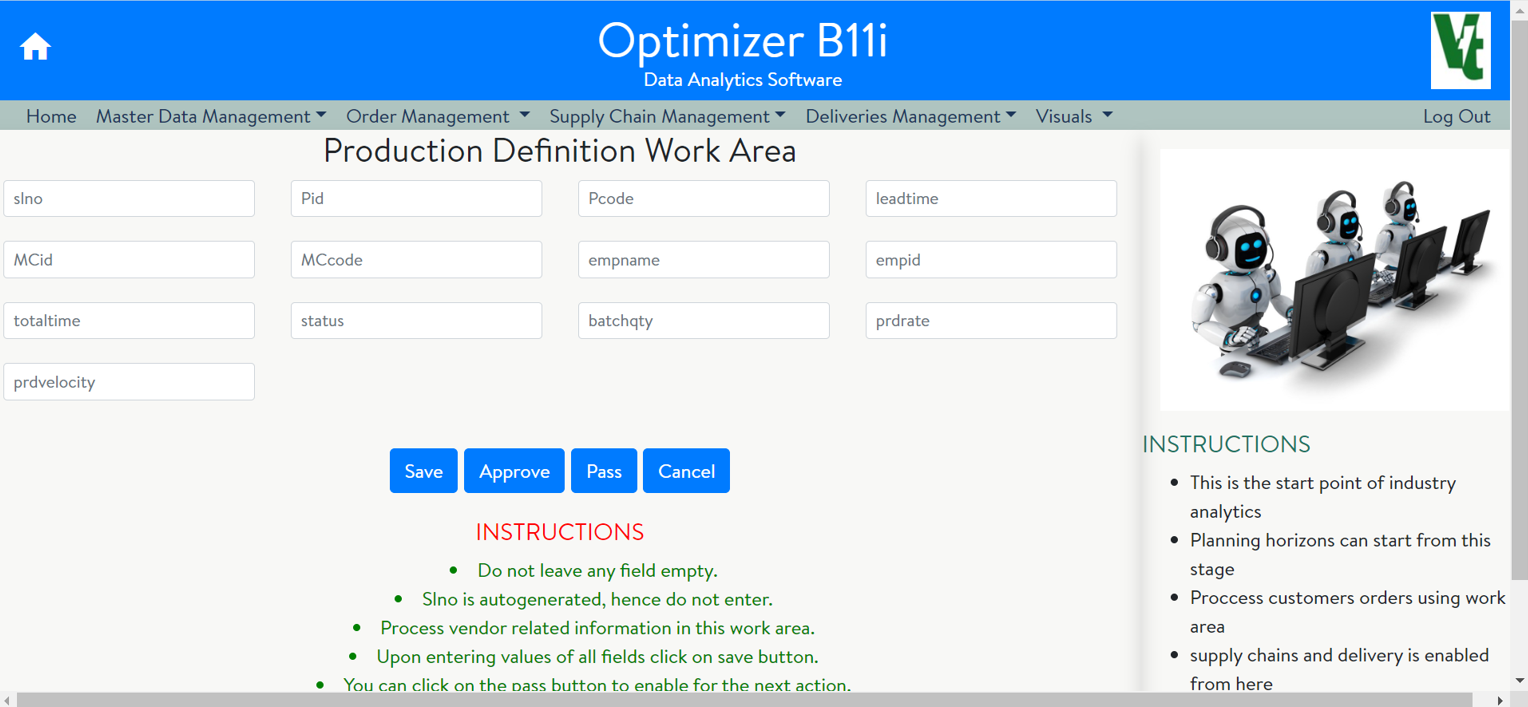 Optimizer B11i
Data Analytics Software
Vt
Home Master Data Management Order Management Supply Chain Management Deliveries Management Visuals Log Out
Production Definition Work Area
slno Pid Pcode leadtime
MCid MCcode empname empid
totaltime status batchqty prdrate
prdvelocity
Save Approve Pass Cancel
INSTRUCTIONS
Do not leave any field empty.
Slno is autogenerated, hence do not enter.
Process vendor related information in this work area.
Upon entering values of all fields click on save button.
You can click on the pass button to enable for the next action.
INSTRUCTIONS
This is the start point of industry
analytics
Planning horizons can start from this
stage
Proccess customers orders using work
area
supply chains and delivery is enabled
from here